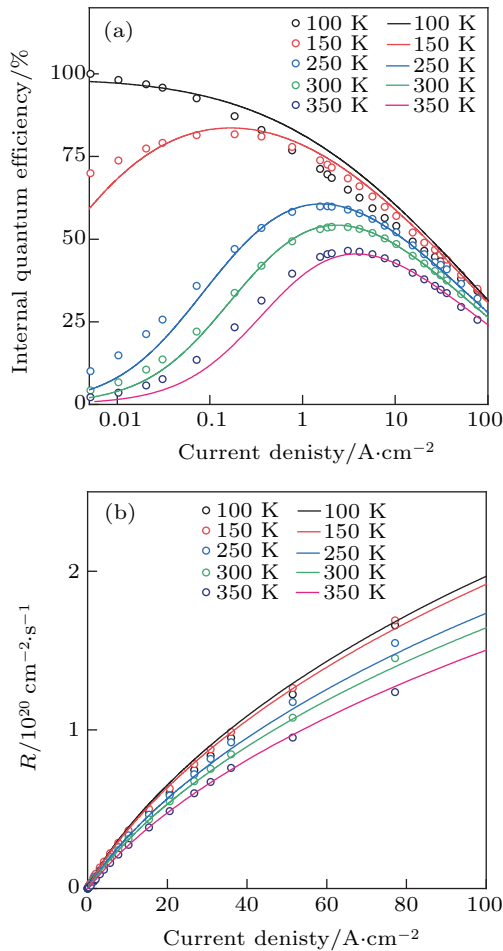 (a)
100 K 100 K
150 K 150 K
250 K 250 K
300 K 300 K
350 K 350 K
Internal quantum efficiency/%
100
75
50
25
0
0.01 0.1 1 10 100
Current denisty/A·cm⁻²
(b)
100 K 100 K
150 K 150 K
250 K 250 K
300 K 300 K
350 K 350 K
R/10²⁰ cm⁻²·s⁻¹
2
1
0
0 20 40 60 80 100
Current denisty/A·cm⁻²